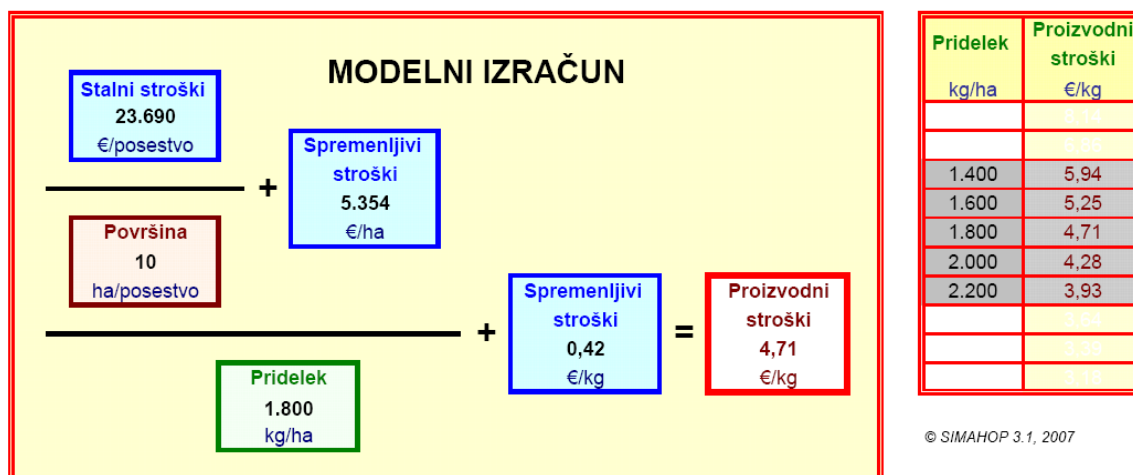 MODELNI IZRAČUN
Stalni stroški
23.690
€/posestvo
+
Spremenljivi
stroški
5.354
€/ha
Površina
10
ha/posestvo
+
Spremenljivi
stroški
0,42
€/kg
=
Proizvodni
stroški
4,71
€/kg
Pridelek
1.800
kg/ha
Pridelek Proizvodni
stroški
kg/ha €/kg
1.400 5,94
1.600 5,25
1.800 4,71
2.000 4,28
2.200 3,93
© SIMAHOP 3.1, 2007